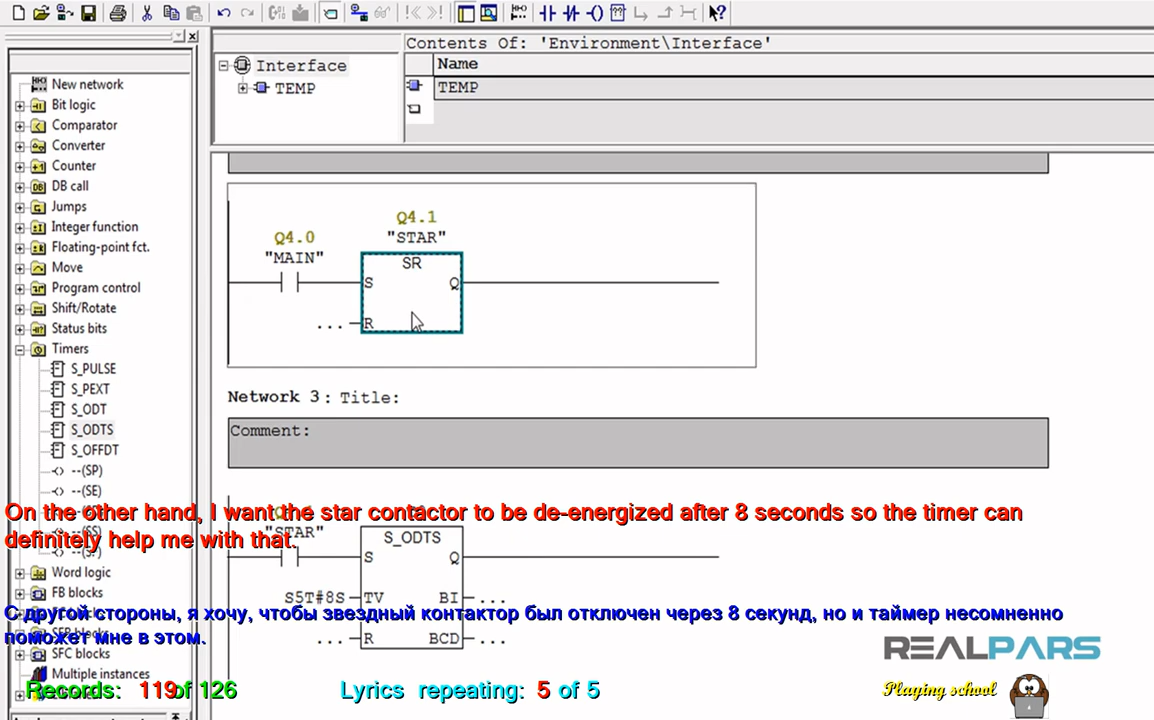 Contents Of: 'Environment\Interface'
Interface
TEMP
Name
TEMP
New network
Bit logic
Comparator
Converter
Counter
DB call
Jumps
Integer function
Floating-point fct.
Move
Program control
Shift/Rotate
Status bits
Timers
S_PULSE
S_PEXT
S_ODT
S_ODTS
S_OFFDT
--(SP)
--(SE)
Word logic
FB blocks
SFC blocks
Multiple instances
Q4.0
"MAIN"
Q4.1
"STAR"
SR
S
Q
...
R
Network 3: Title:
Comment:
S_ODTS
S
Q
S5T#8S
TV
BI
...
...
R
BCD
...
On the other hand, I want the star contactor to be de-energized after 8 seconds so the timer can
definitely help me with that.
С другой стороны, я хочу, чтобы звездный контактор был отключен через 8 секунд, но и таймер несомненно
поможет мне в этом.
REALPARS
Playing school
Records: 119 of 126
Lyrics repeating: 5 of 5